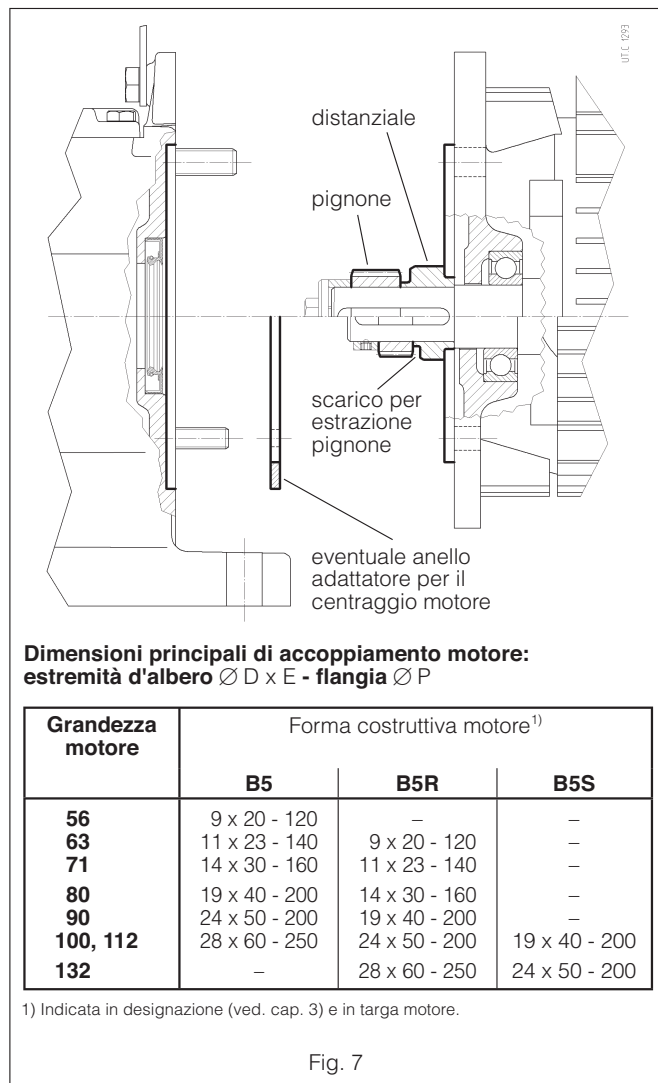 UT.C 1293
distanziale
pignone
scarico per
estrazione
pignone
eventuale anello
adattatore per il
centraggio motore
Dimensioni principali di accoppiamento motore:
estremità d'albero ∅ D x E - flangia ∅ P
Grandezza motore Forma costruttiva motore1)
B5 B5R B5S
56 9 x 20 - 120 – –
63 11 x 23 - 140 9 x 20 - 120 –
71 14 x 30 - 160 11 x 23 - 140 –
80 19 x 40 - 200 14 x 30 - 160 –
90 24 x 50 - 200 19 x 40 - 200 –
100, 112 28 x 60 - 250 24 x 50 - 200 19 x 40 - 200
132 – 28 x 60 - 250 24 x 50 - 200
1) Indicata in designazione (ved. cap. 3) e in targa motore.
Fig. 7